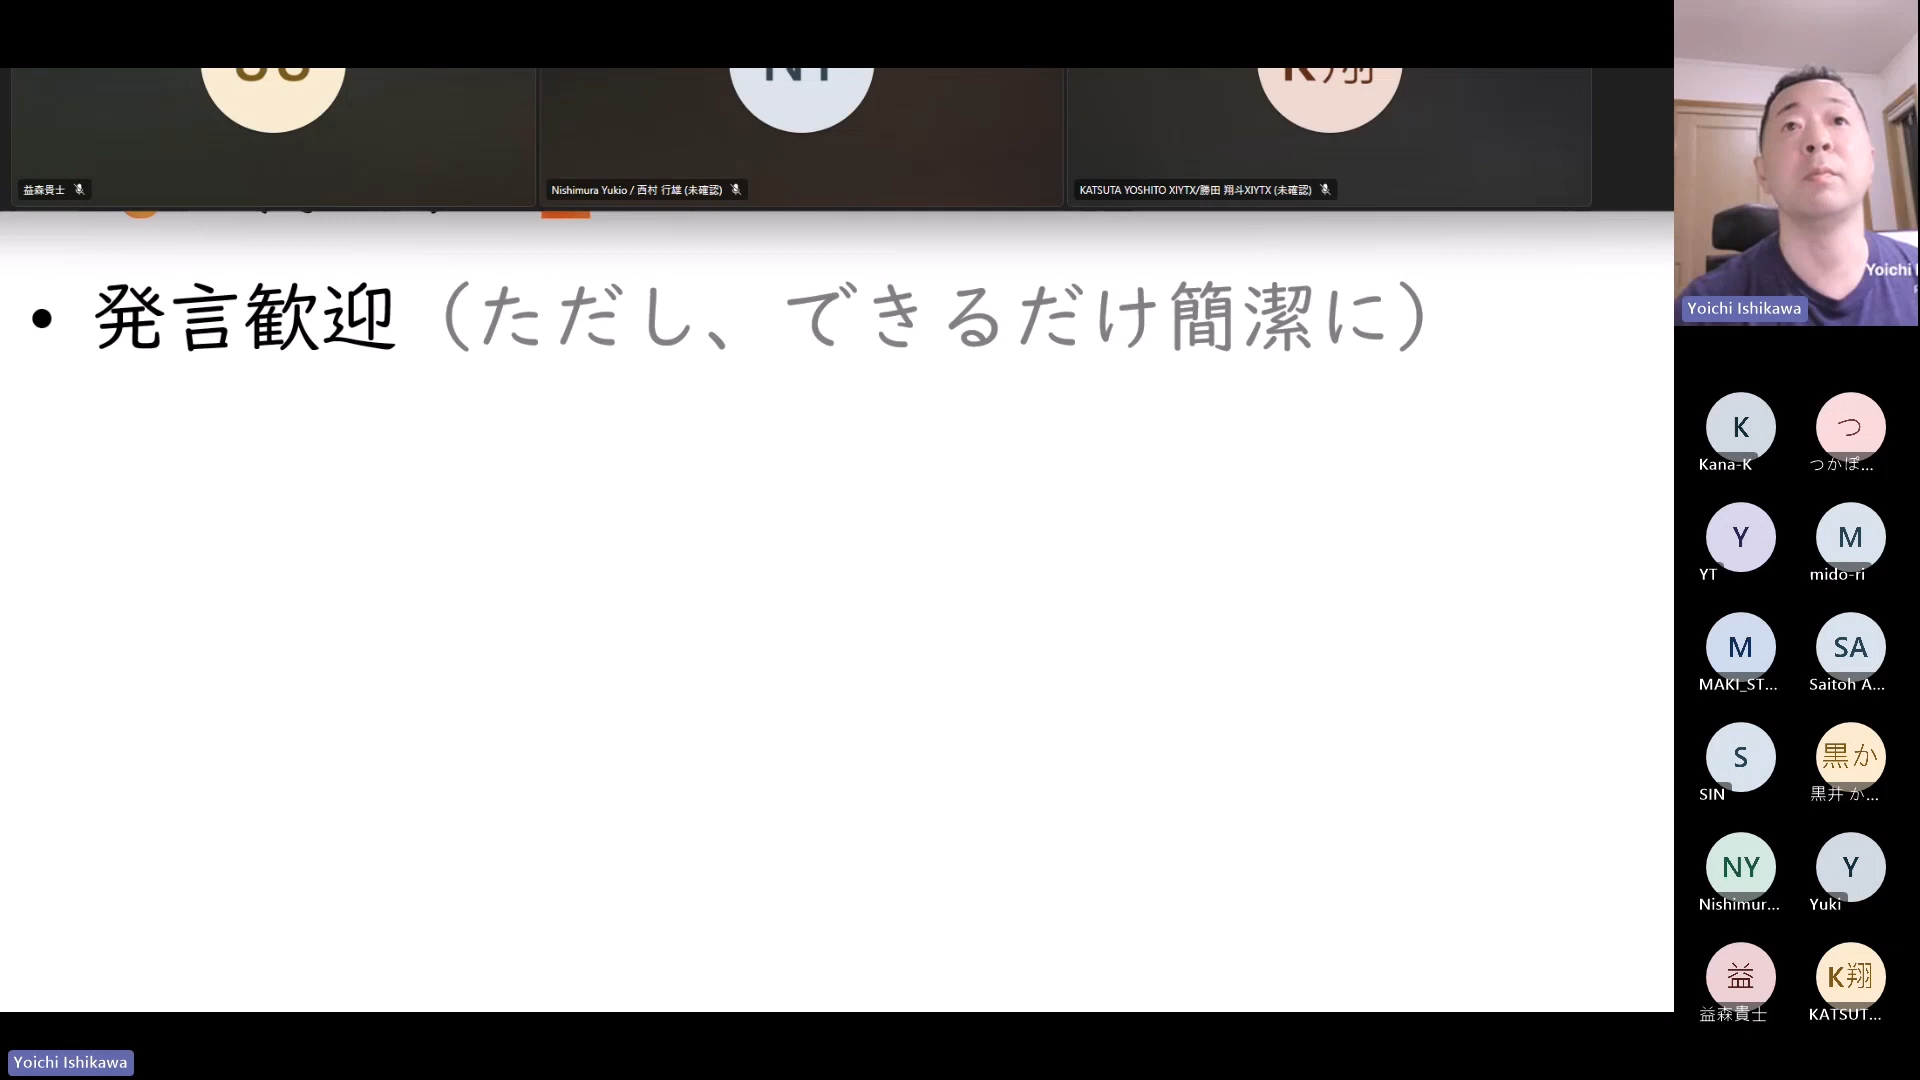 益森貴士
Nishimura Yukio / 西村 行雄 (未確認)
KATSUTA YOSHITO XIYTX/勝田 翔斗XIYTX (未確認)
• 発言歓迎（ただし、できるだけ簡潔に）
Yoichi
Yoichi Ishikawa
K
つ
Kana-K
つかぽ...
Y
M
YT
mido-ri
M
SA
MAKI_ST...
Saitoh A...
S
黒か
SIN
黒井 か...
NY
Y
Nishimur...
Yuki
益
K翔
益森貴士
KATSUT...
Yoichi Ishikawa